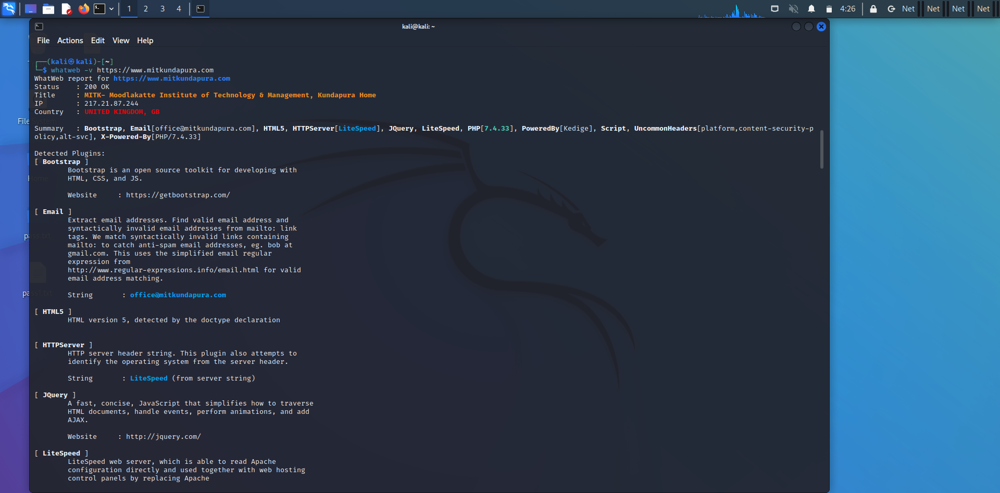 1 2 3 4
4:26 Net Net Net Net
kali@kali: ~
File Actions Edit View Help
┌──(kali㉿kali)-[~]
└─$ whatweb -v https://www.mitkundapura.com
WhatWeb report for https://www.mitkundapura.com
Status    : 200 OK
Title     : MITK- Moodlakatte Institute of Technology & Management, Kundapura Home
IP        : 217.21.87.244
Country   : UNITED KINGDOM, GB
File System
Summary   : Bootstrap, Email[office@mitkundapura.com], HTML5, HTTPServer[LiteSpeed], JQuery, LiteSpeed, PHP[7.4.33], PoweredBy[Kedige], Script, UncommonHeaders[platform,content-security-p
olicy,alt-svc], X-Powered-By[PHP/7.4.33]
Detected Plugins:
[ Bootstrap ]
Bootstrap is an open source toolkit for developing with
HTML, CSS, and JS.
Home
Website     : https://getbootstrap.com/
[ Email ]
Extract email addresses. Find valid email address and
syntactically invalid email addresses from mailto: link
tags. We match syntactically invalid links containing
pass.txt
mailto: to catch anti-spam email addresses, eg. bob at
gmail.com. This uses the simplified email regular
expression from
http://www.regular-expressions.info/email.html for valid
email address matching.
String       : office@mitkundapura.com
[ HTML5 ]
HTML version 5, detected by the doctype declaration
[ HTTPServer ]
HTTP server header string. This plugin also attempts to
identify the operating system from the server header.
String       : LiteSpeed (from server string)
[ JQuery ]
A fast, concise, JavaScript that simplifies how to traverse
HTML documents, handle events, perform animations, and add
AJAX.
Website     : http://jquery.com/
[ LiteSpeed ]
LiteSpeed web server, which is able to read Apache
configuration directly and used together with web hosting
control panels by replacing Apache